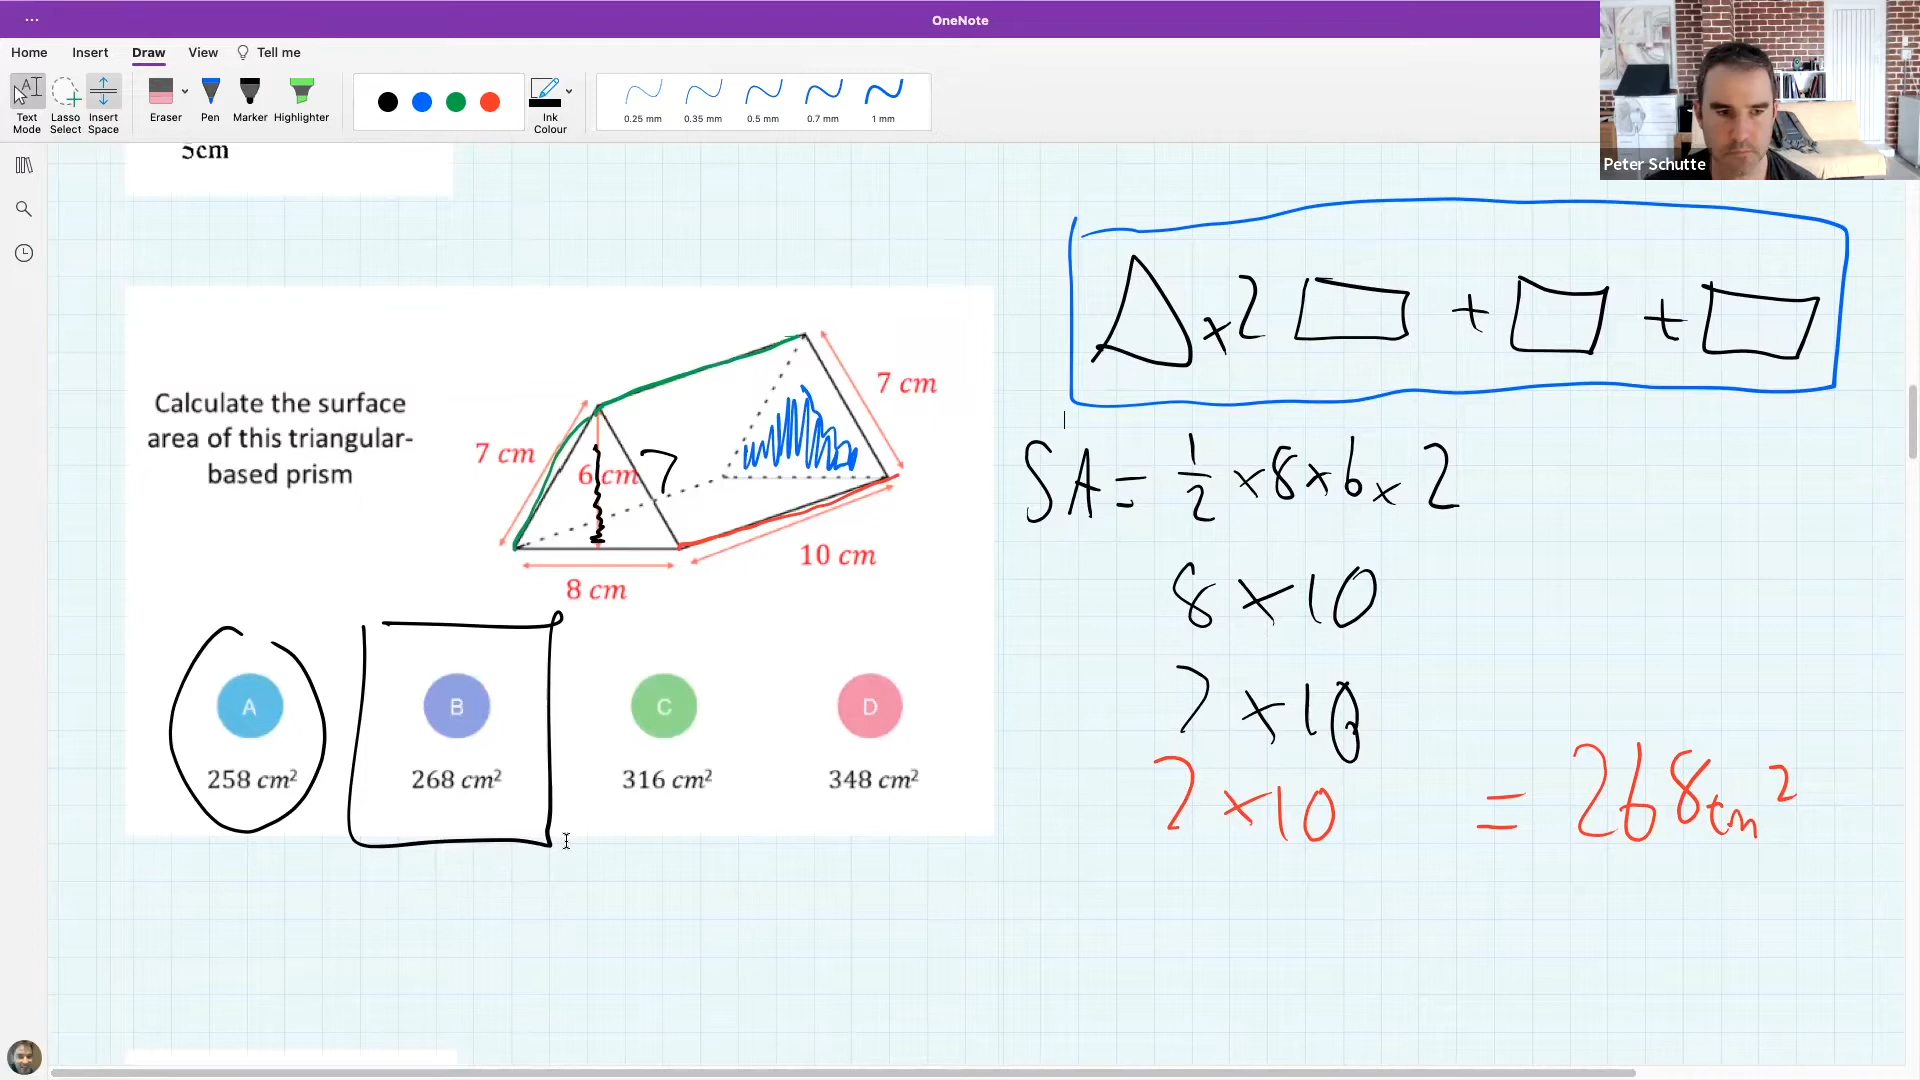 OneNote
Home Insert Draw View Tell me
Text Mode
Lasso Select
Insert Space
Eraser
Pen
Marker
Highlighter
Ink Colour
0.25 mm 0.35 mm 0.5 mm 0.7 mm 1 mm
Peter Schutte
5cm
Calculate the surface
area of this triangular-
based prism
7 cm
6 cm
7
7 cm
10 cm
8 cm
A B C D
258 cm² 268 cm² 316 cm² 348 cm²
×2 + +
SA = 1/2 ×8×6×2
8×10
7×10
7×10 = 268cm²